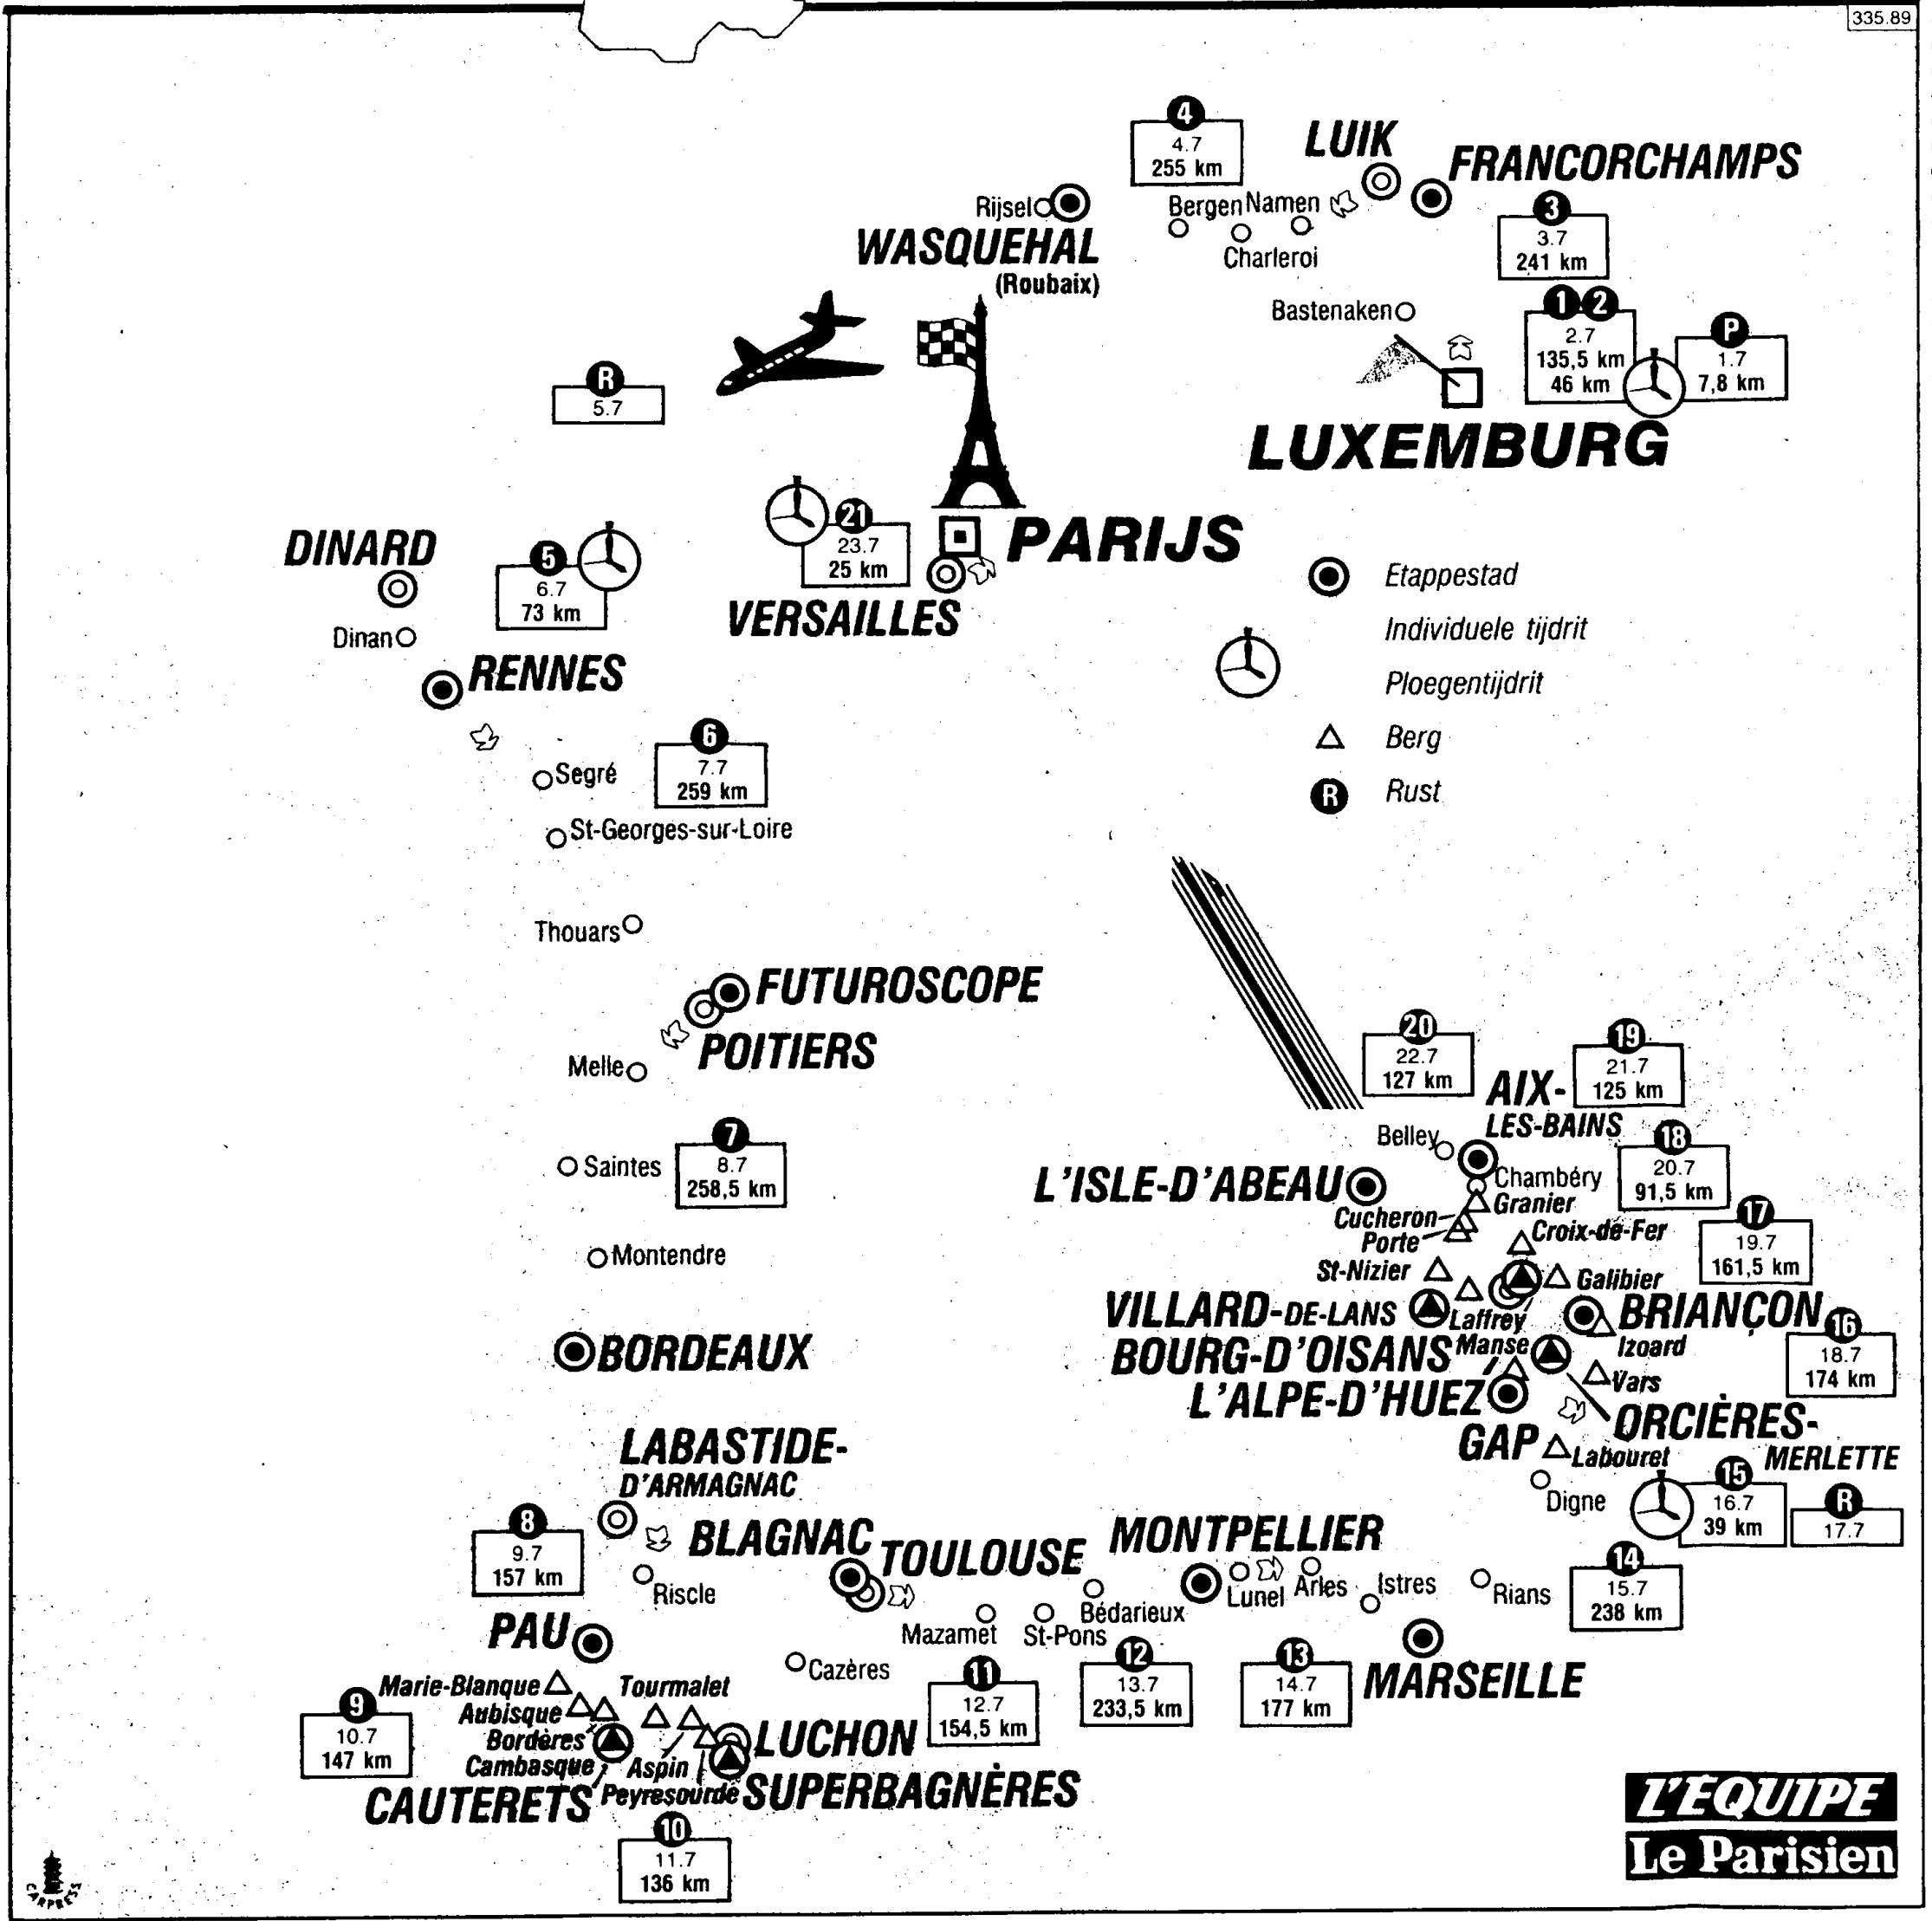 335.89
4
4.7
255 km
LUIK
FRANCORCHAMPS
Rijsel
WASQUEHAL
(Roubaix)
Bergen
Namen
Charleroi
3
3.7
241 km
Bastenaken
1 2
2.7
135,5 km
46 km
P
1.7
7,8 km
LUXEMBURG
R
5.7
21
23.7
25 km
PARIJS
VERSAILLES
DINARD
5
6.7
73 km
Dinan
RENNES
Etappestad
Individuele tijdrit
Ploegentijdrit
Berg
R
Rust
6
7.7
259 km
Segré
St-Georges-sur-Loire
Thouars
FUTUROSCOPE
POITIERS
Melle
7
8.7
258,5 km
Saintes
Montendre
BORDEAUX
20
22.7
127 km
19
21.7
125 km
AIX-
LES-BAINS
Belley
18
20.7
91,5 km
L'ISLE-D'ABEAU
Chambéry
Granier
Cucheron
Porte
Croix-de-Fer
17
19.7
161,5 km
St-Nizier
Galibier
VILLARD-DE-LANS
Laffrey
BRIANÇON
Izoard
16
18.7
174 km
BOURG-D'OISANS
Manse
Vars
L'ALPE-D'HUEZ
ORCIÈRES-
MERLETTE
GAP
Labouret
Digne
15
16.7
39 km
R
17.7
LABASTIDE-
D'ARMAGNAC
8
9.7
157 km
BLAGNAC
TOULOUSE
MONTPELLIER
Riscle
Lunel
Arles
Istres
Rians
14
15.7
238 km
PAU
Mazamet
St-Pons
Bédarieux
Cazères
MARSEILLE
11
12.7
154,5 km
12
13.7
233,5 km
13
14.7
177 km
Marie-Blanque
Tourmalet
9
10.7
147 km
Aubisque
Bordères
Cambasque
Aspin
LUCHON
Peyresourde
CAUTERETS
SUPERBAGNÈRES
10
11.7
136 km
L'EQUIPE
Le Parisien
CARPRESS